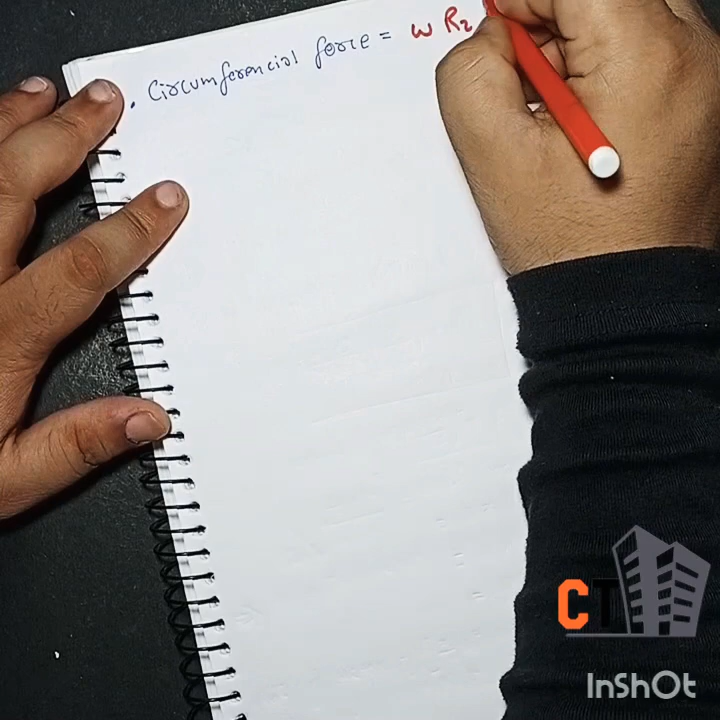 . Circumferencial force = w R2
CT
InShOt